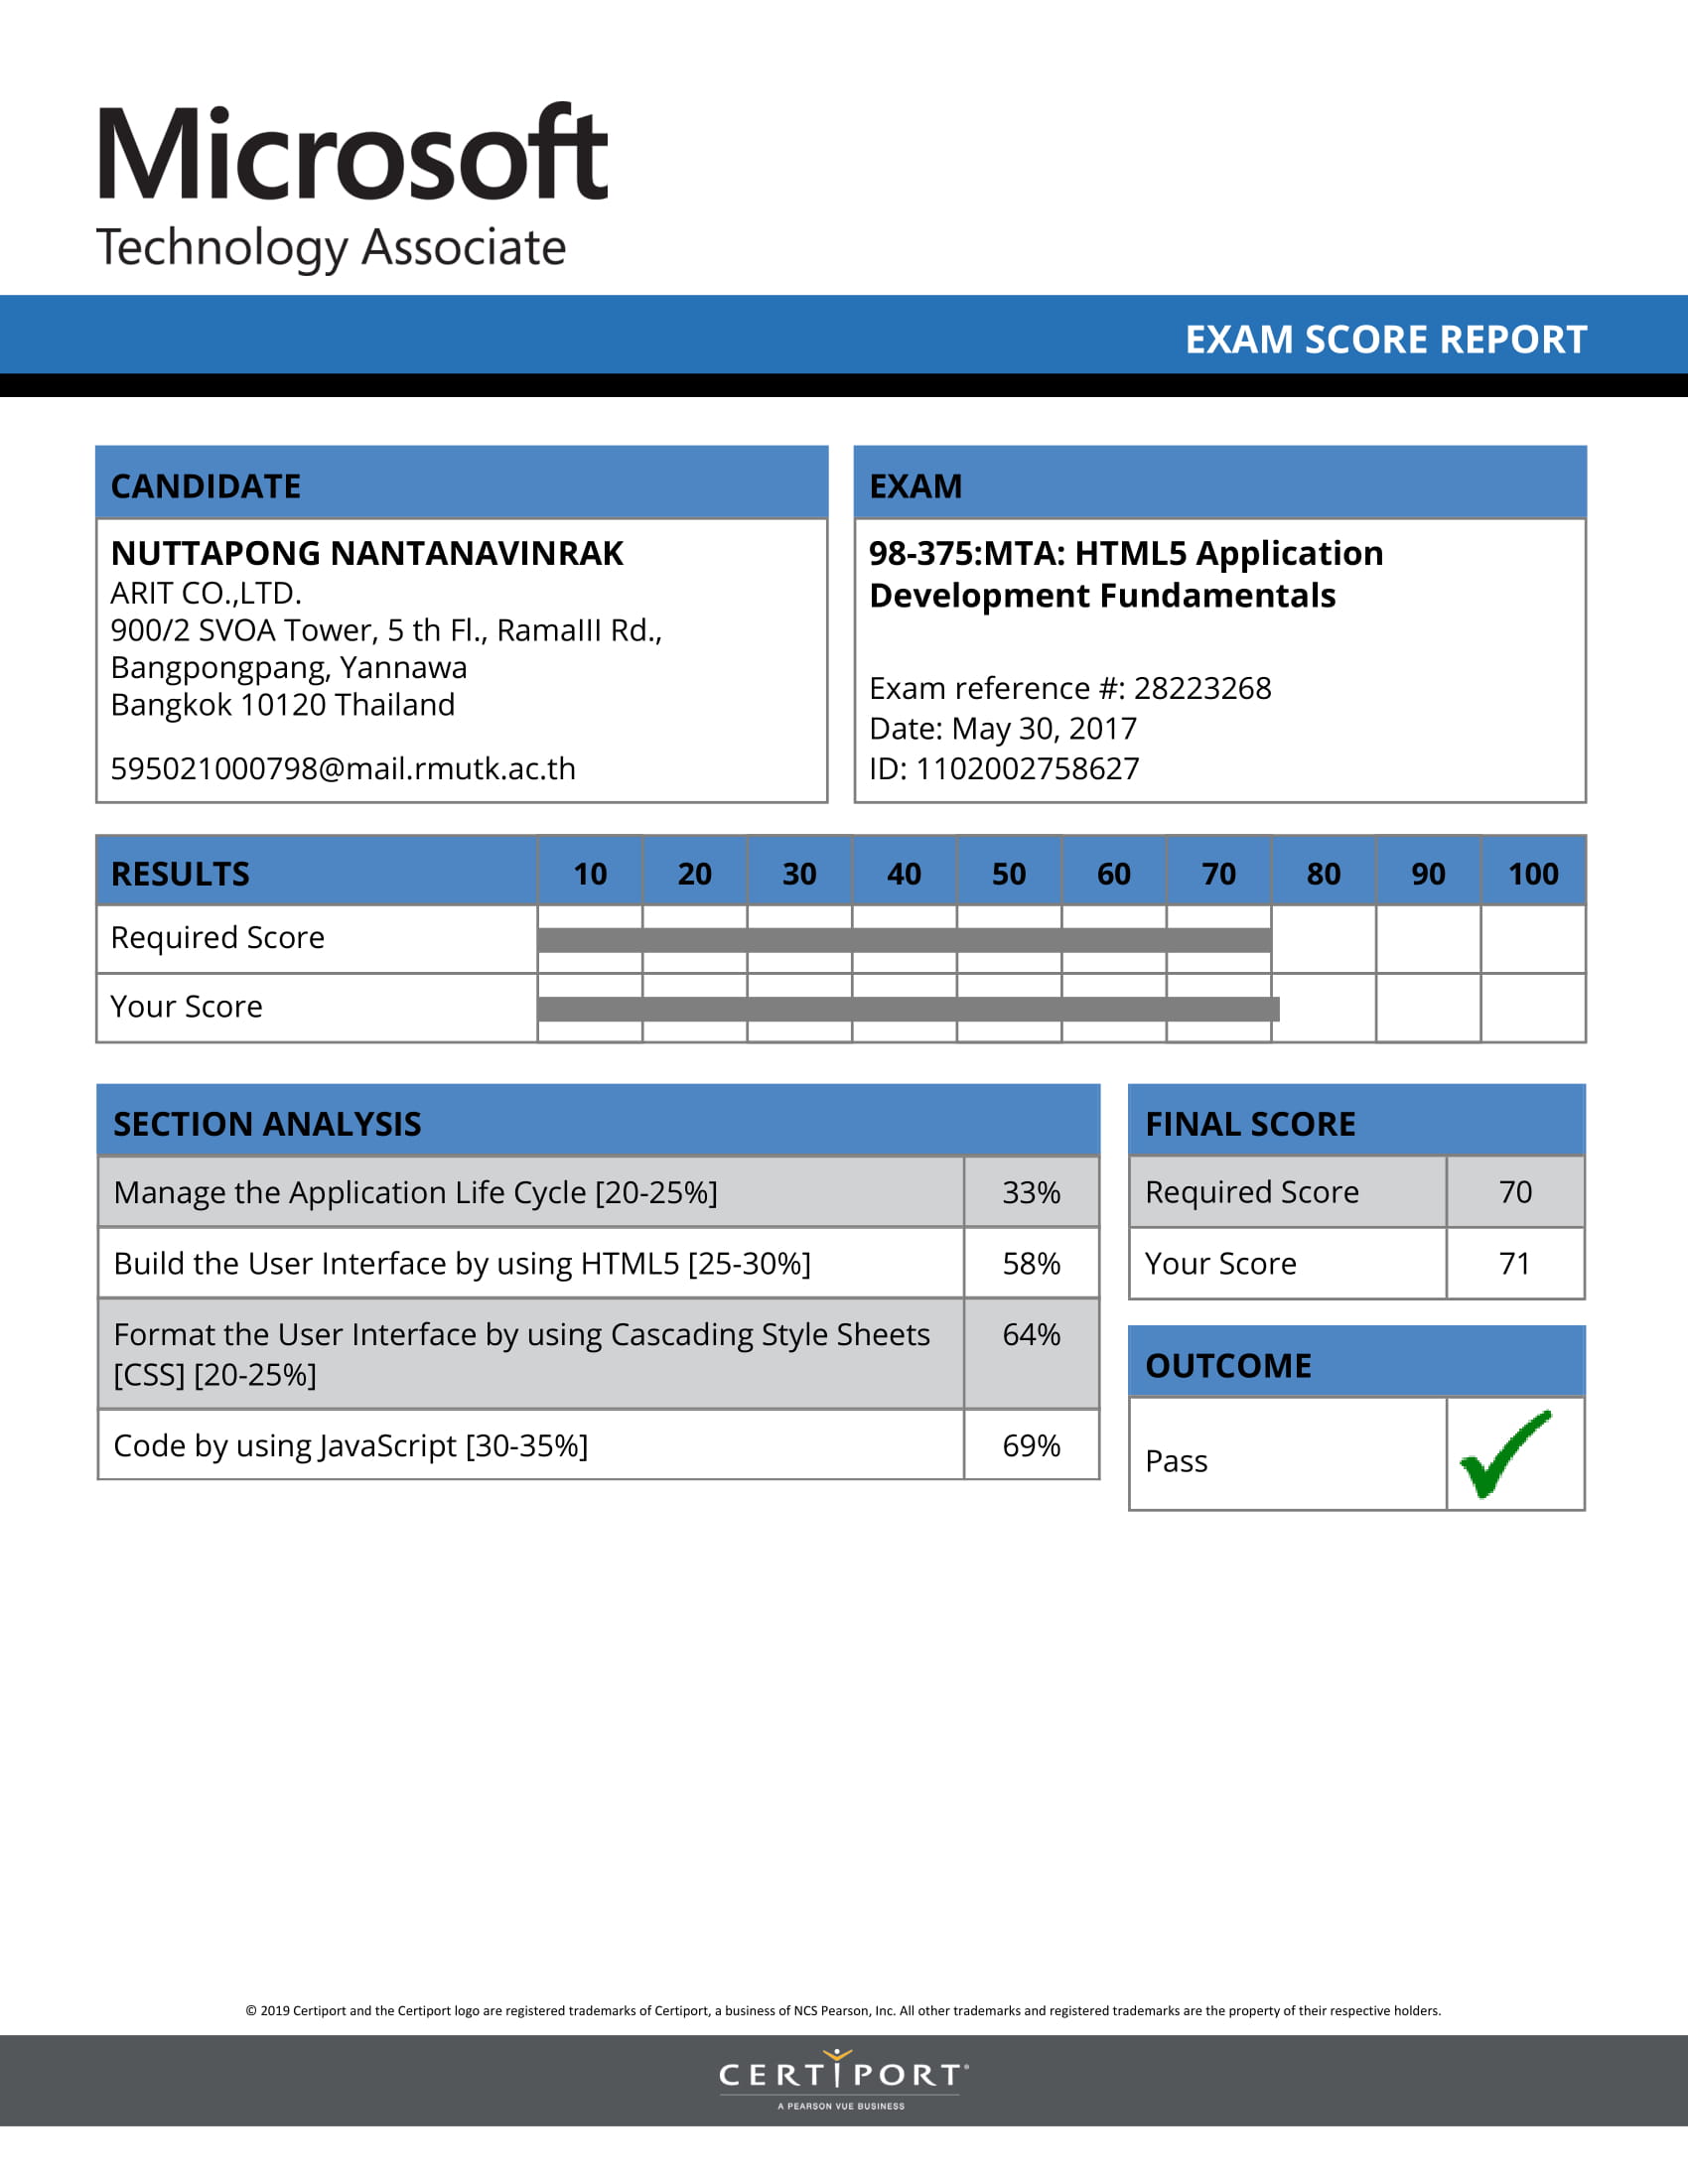 Microsoft
Technology Associate
EXAM SCORE REPORT
CANDIDATE
NUTTAPONG NANTANAVINRAK
ARIT CO.,LTD.
900/2 SVOA Tower, 5 th Fl., RamaIII Rd.,
Bangpongpang, Yannawa
Bangkok 10120 Thailand
595021000798@mail.rmutk.ac.th
EXAM
98-375:MTA: HTML5 Application
Development Fundamentals
Exam reference #: 28223268
Date: May 30, 2017
ID: 1102002758627
RESULTS 10 20 30 40 50 60 70 80 90 100
Required Score
Your Score
SECTION ANALYSIS
Manage the Application Life Cycle [20-25%] 33%
Build the User Interface by using HTML5 [25-30%] 58%
Format the User Interface by using Cascading Style Sheets 64%
[CSS] [20-25%]
Code by using JavaScript [30-35%] 69%
FINAL SCORE
Required Score 70
Your Score 71
OUTCOME
Pass
© 2019 Certiport and the Certiport logo are registered trademarks of Certiport, a business of NCS Pearson, Inc. All other trademarks and registered trademarks are the property of their respective holders.
CERTIPORT®
A PEARSON VUE BUSINESS